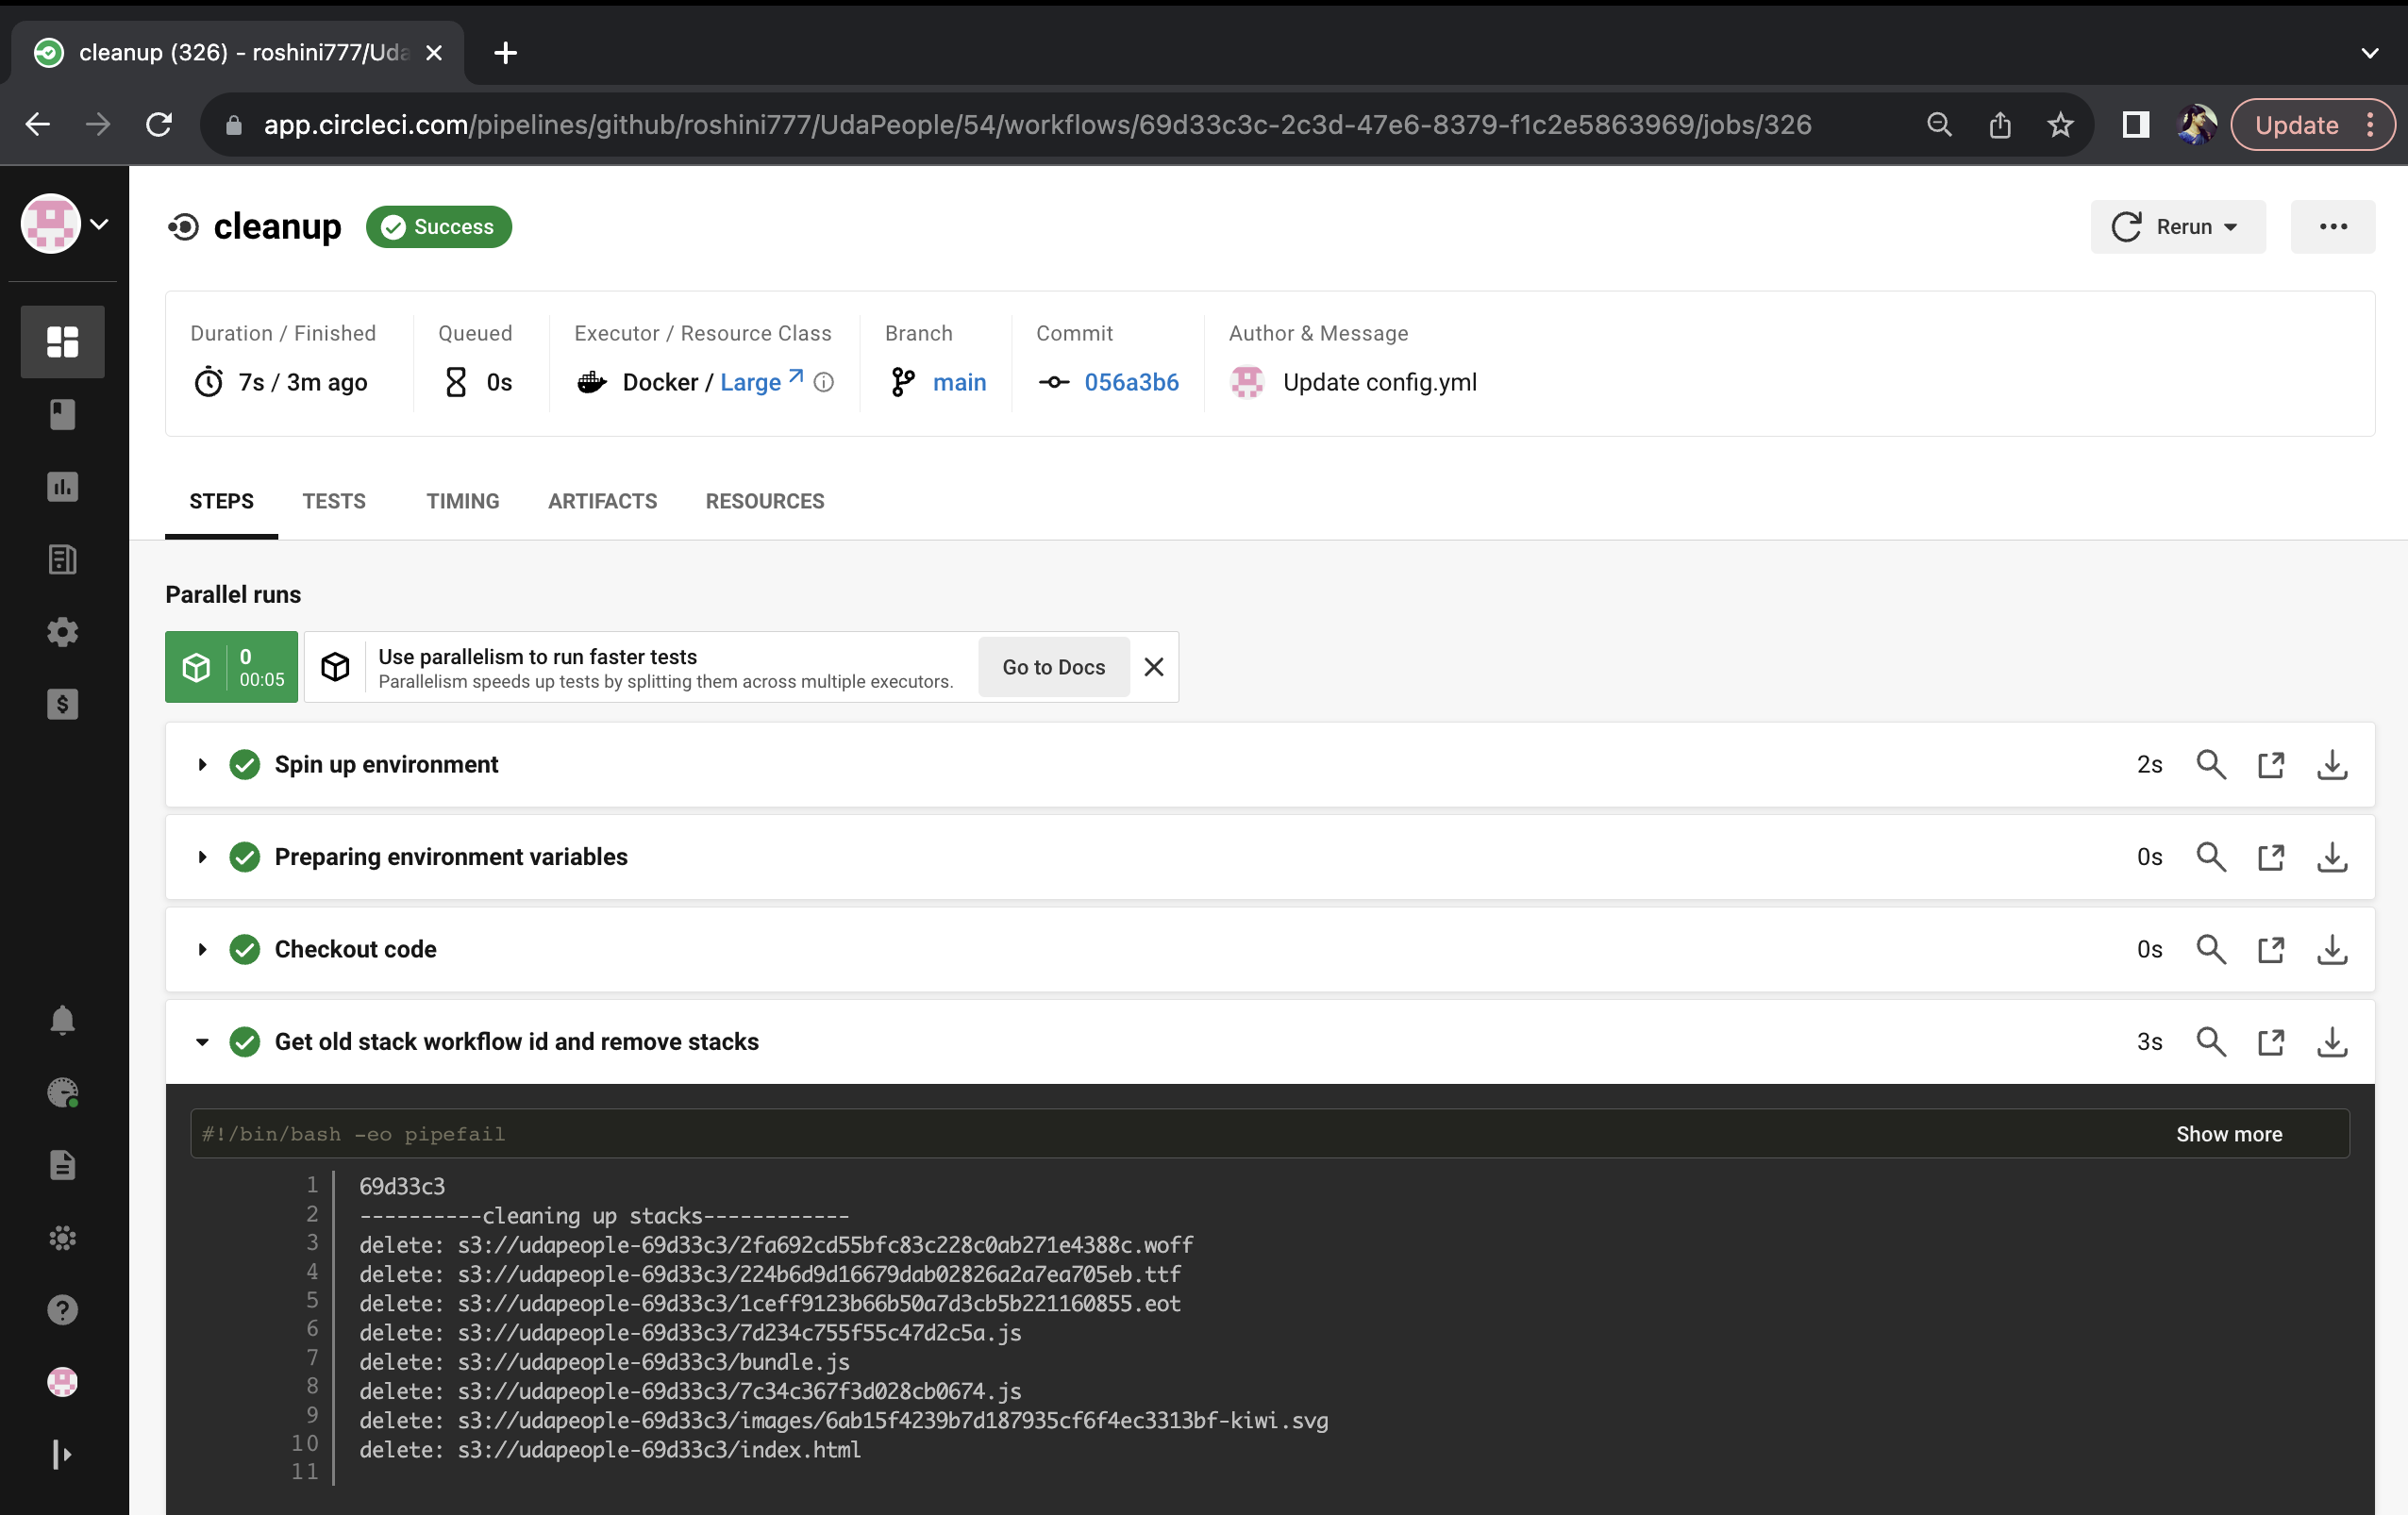 cleanup (326) - roshini777/Uda
app.circleci.com/pipelines/github/roshini777/UdaPeople/54/workflows/69d33c3c-2c3d-47e6-8379-f1c2e5863969/jobs/326
Update
cleanup
Success
Rerun
Duration / Finished
7s / 3m ago
Queued
0s
Executor / Resource Class
Docker / Large
Branch
main
Commit
056a3b6
Author & Message
Update config.yml
STEPS
TESTS
TIMING
ARTIFACTS
RESOURCES
Parallel runs
0
00:05
Use parallelism to run faster tests
Parallelism speeds up tests by splitting them across multiple executors.
Go to Docs
Spin up environment
2s
Preparing environment variables
0s
Checkout code
0s
Get old stack workflow id and remove stacks
3s
#!/bin/bash -eo pipefail
Show more
1 69d33c3
2 ----------cleaning up stacks------------
3 delete: s3://udapeople-69d33c3/2fa692cd55bfc83c228c0ab271e4388c.woff
4 delete: s3://udapeople-69d33c3/224b6d9d16679dab02826a2a7ea705eb.ttf
5 delete: s3://udapeople-69d33c3/1ceff9123b66b50a7d3cb5b221160855.eot
6 delete: s3://udapeople-69d33c3/7d234c755f55c47d2c5a.js
7 delete: s3://udapeople-69d33c3/bundle.js
8 delete: s3://udapeople-69d33c3/7c34c367f3d028cb0674.js
9 delete: s3://udapeople-69d33c3/images/6ab15f4239b7d187935cf6f4ec3313bf-kiwi.svg
10 delete: s3://udapeople-69d33c3/index.html
11